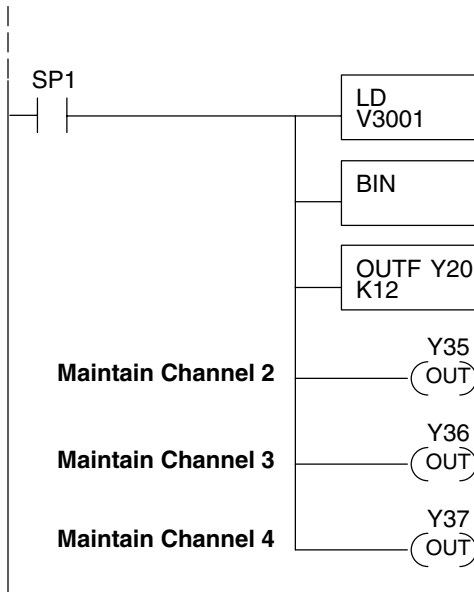 SP1
LD
V3001
BIN
OUTF Y20
K12
Y35
Maintain Channel 2
OUT
Y36
Maintain Channel 3
OUT
Y37
Maintain Channel 4
OUT